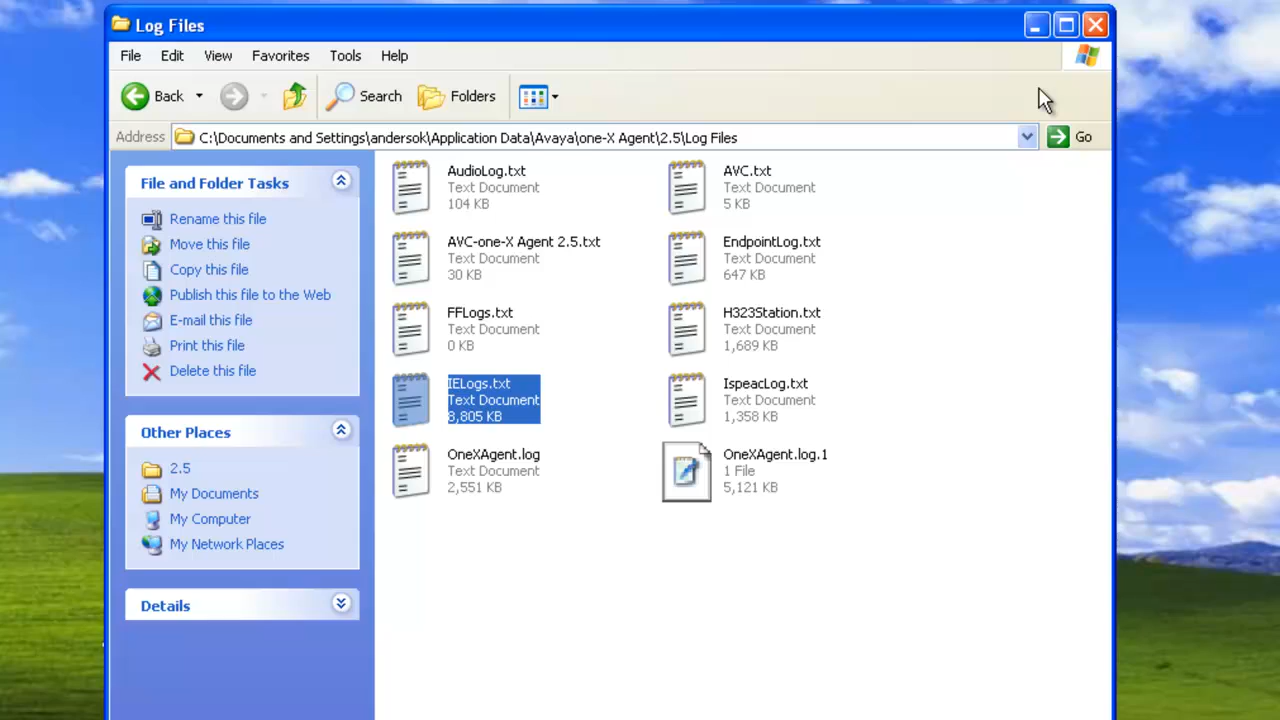 Log Files
File Edit View Favorites Tools Help
Back Search Folders
Address C:\Documents and Settings\andersok\Application Data\Avaya\one-X Agent\2.5\Log Files Go
File and Folder Tasks
Rename this file
Move this file
Copy this file
Publish this file to the Web
E-mail this file
Print this file
Delete this file
Other Places
2.5
My Documents
My Computer
My Network Places
Details
AudioLog.txt
Text Document
104 KB
AVC.txt
Text Document
5 KB
AVC-one-X Agent 2.5.txt
Text Document
30 KB
EndpointLog.txt
Text Document
647 KB
FFLogs.txt
Text Document
0 KB
H323Station.txt
Text Document
1,689 KB
IELogs.txt
Text Document
8,805 KB
IspeacLog.txt
Text Document
1,358 KB
OneXAgent.log
Text Document
2,551 KB
OneXAgent.log.1
1 File
5,121 KB